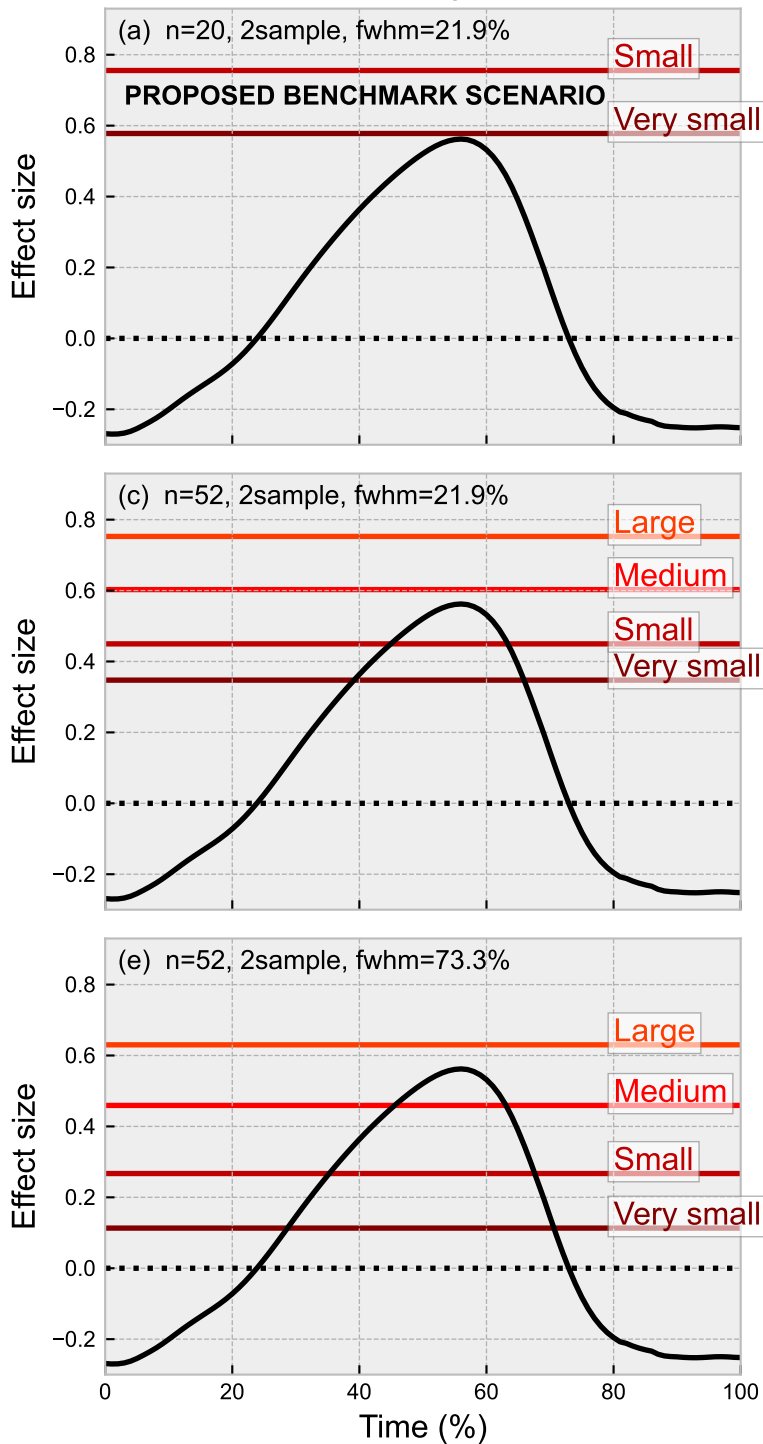 (a) n=20, 2sample, fwhm=21.9%
Small
PROPOSED BENCHMARK SCENARIO
Very small
0.8
0.6
0.4
0.2
0.0
−0.2
Effect size
(c) n=52, 2sample, fwhm=21.9%
Large
Medium
Small
Very small
0.8
0.6
0.4
0.2
0.0
−0.2
Effect size
(e) n=52, 2sample, fwhm=73.3%
Large
Medium
Small
Very small
0.8
0.6
0.4
0.2
0.0
−0.2
Effect size
0 20 40 60 80 100
Time (%)